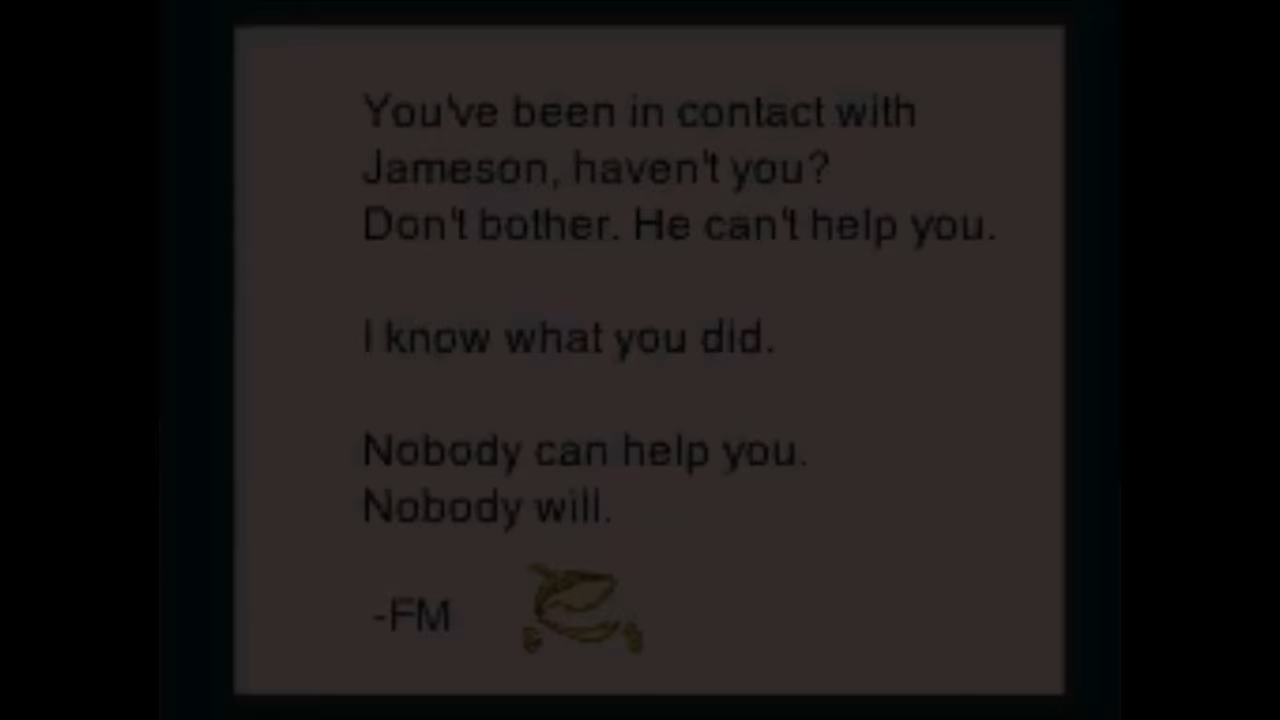 You've been in contact with
Jameson, haven't you?
Don't bother. He can't help you.
I know what you did.
Nobody can help you.
Nobody will.
-FM